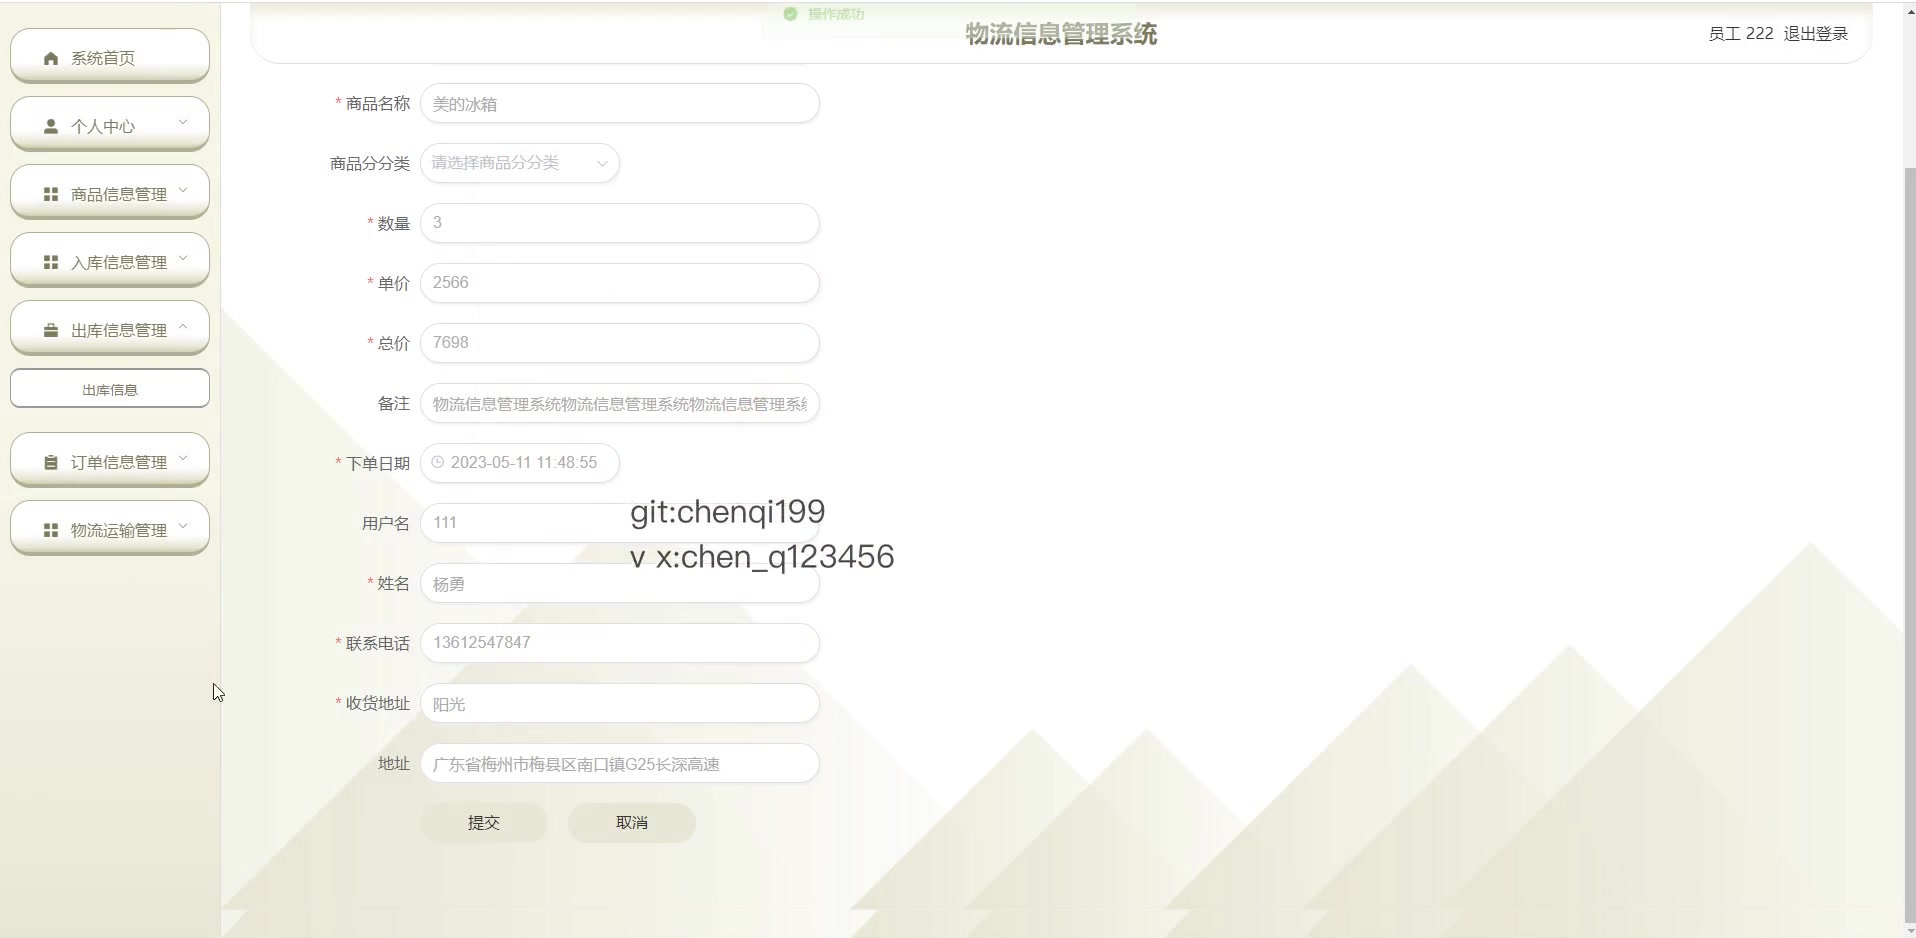 操作成功
物流信息管理系统
员工 222 退出登录
系统首页
个人中心
商品信息管理
入库信息管理
出库信息管理
出库信息
订单信息管理
物流运输管理
* 商品名称 美的冰箱
商品分分类 请选择商品分分类
* 数量 3
* 单价 2566
* 总价 7698
备注 物流信息管理系统物流信息管理系统物流信息管理系统
* 下单日期 2023-05-11 11:48:55
用户名 111
git:chenqi199
v x:chen_q123456
* 姓名 杨勇
* 联系电话 13612547847
* 收货地址 阳光
地址 广东省梅州市梅县区南口镇G25长深高速
提交 取消